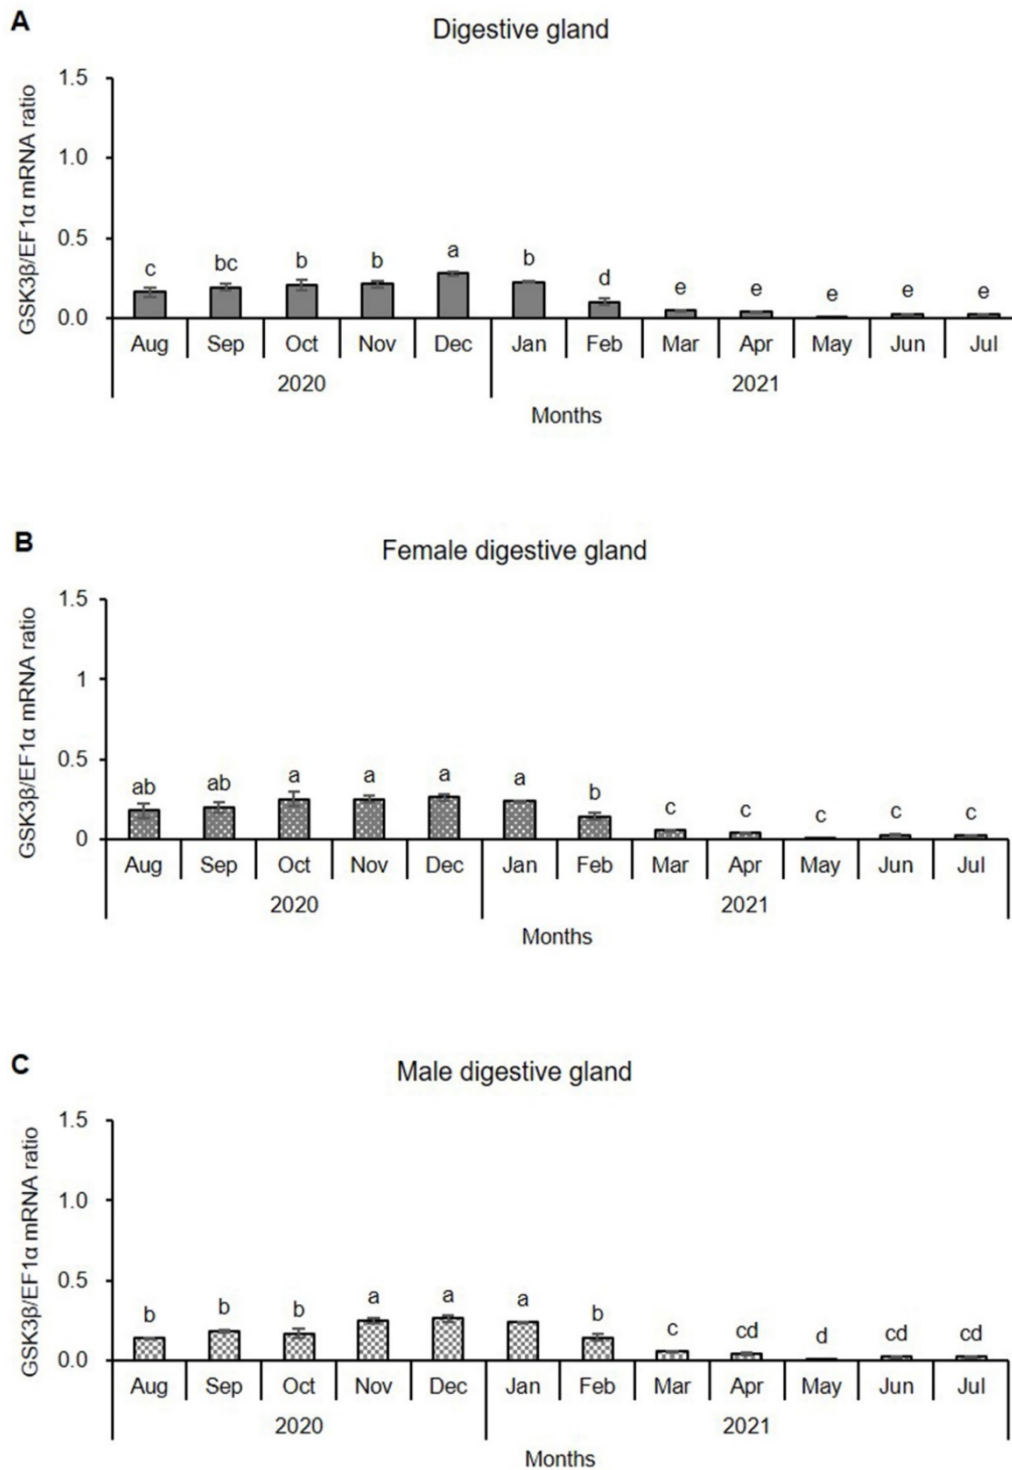 A
Digestive gland
GSK3β/EF1α mRNA ratio
1.5
1.0
0.5
0.0
c bc b b a b d e e e e e
Aug Sep Oct Nov Dec Jan Feb Mar Apr May Jun Jul
2020 2021
Months
B
Female digestive gland
GSK3β/EF1α mRNA ratio
1.5
1
0.5
0
ab ab a a a a b c c c c c
Aug Sep Oct Nov Dec Jan Feb Mar Apr May Jun Jul
2020 2021
Months
C
Male digestive gland
GSK3β/EF1α mRNA ratio
1.5
1.0
0.5
0.0
b b b a a a b c cd d cd cd
Aug Sep Oct Nov Dec Jan Feb Mar Apr May Jun Jul
2020 2021
Months